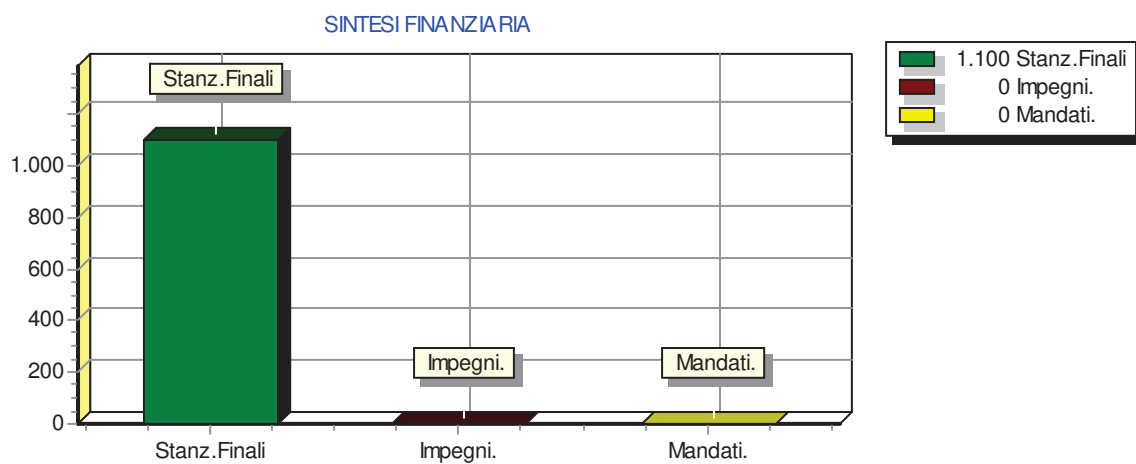 SINTESI FINANZIARIA
1.100 Stanz.Finali
0 Impegni.
0 Mandati.
Stanz.Finali
Impegni.
Mandati.
1.000
800
600
400
200
0
Stanz.Finali
Impegni.
Mandati.